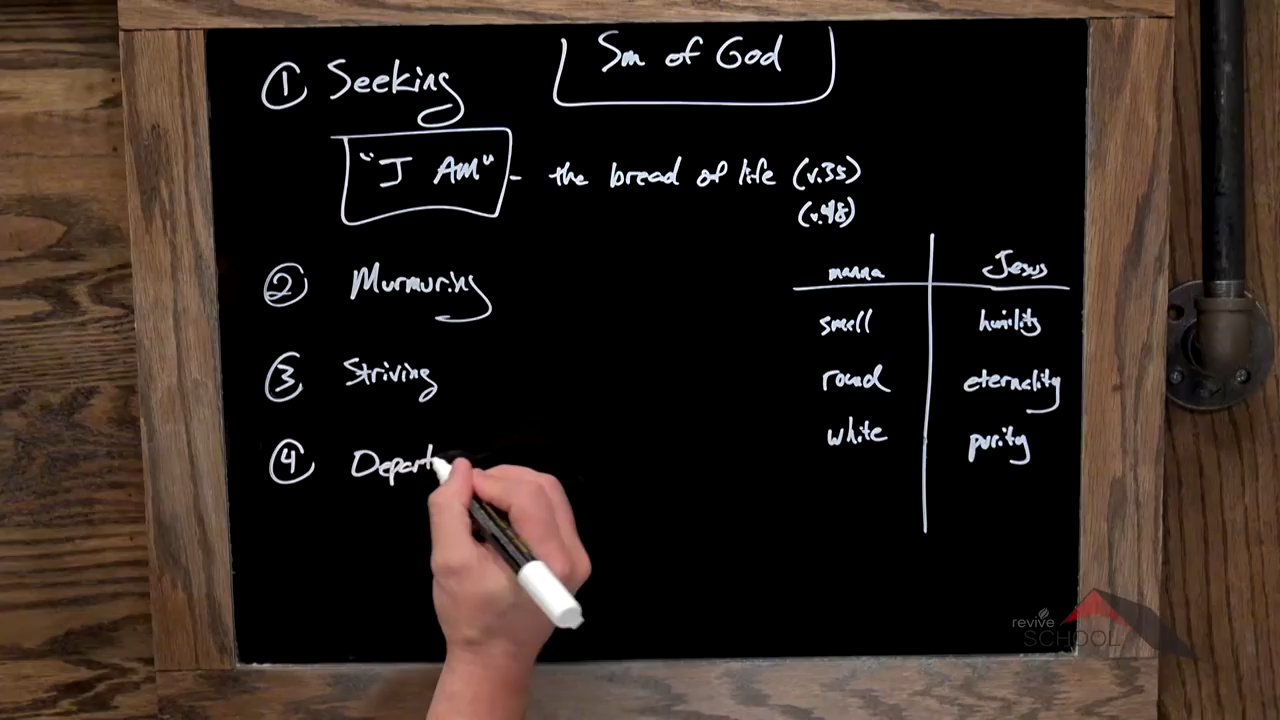 Son of God
① Seeking
"I AM" - the bread of life (v.35)
(v.48)
② Murmuring
③ Striving
④ Depart
manna Jesus
small humility
round eternality
white purity
revive
SCHOOL